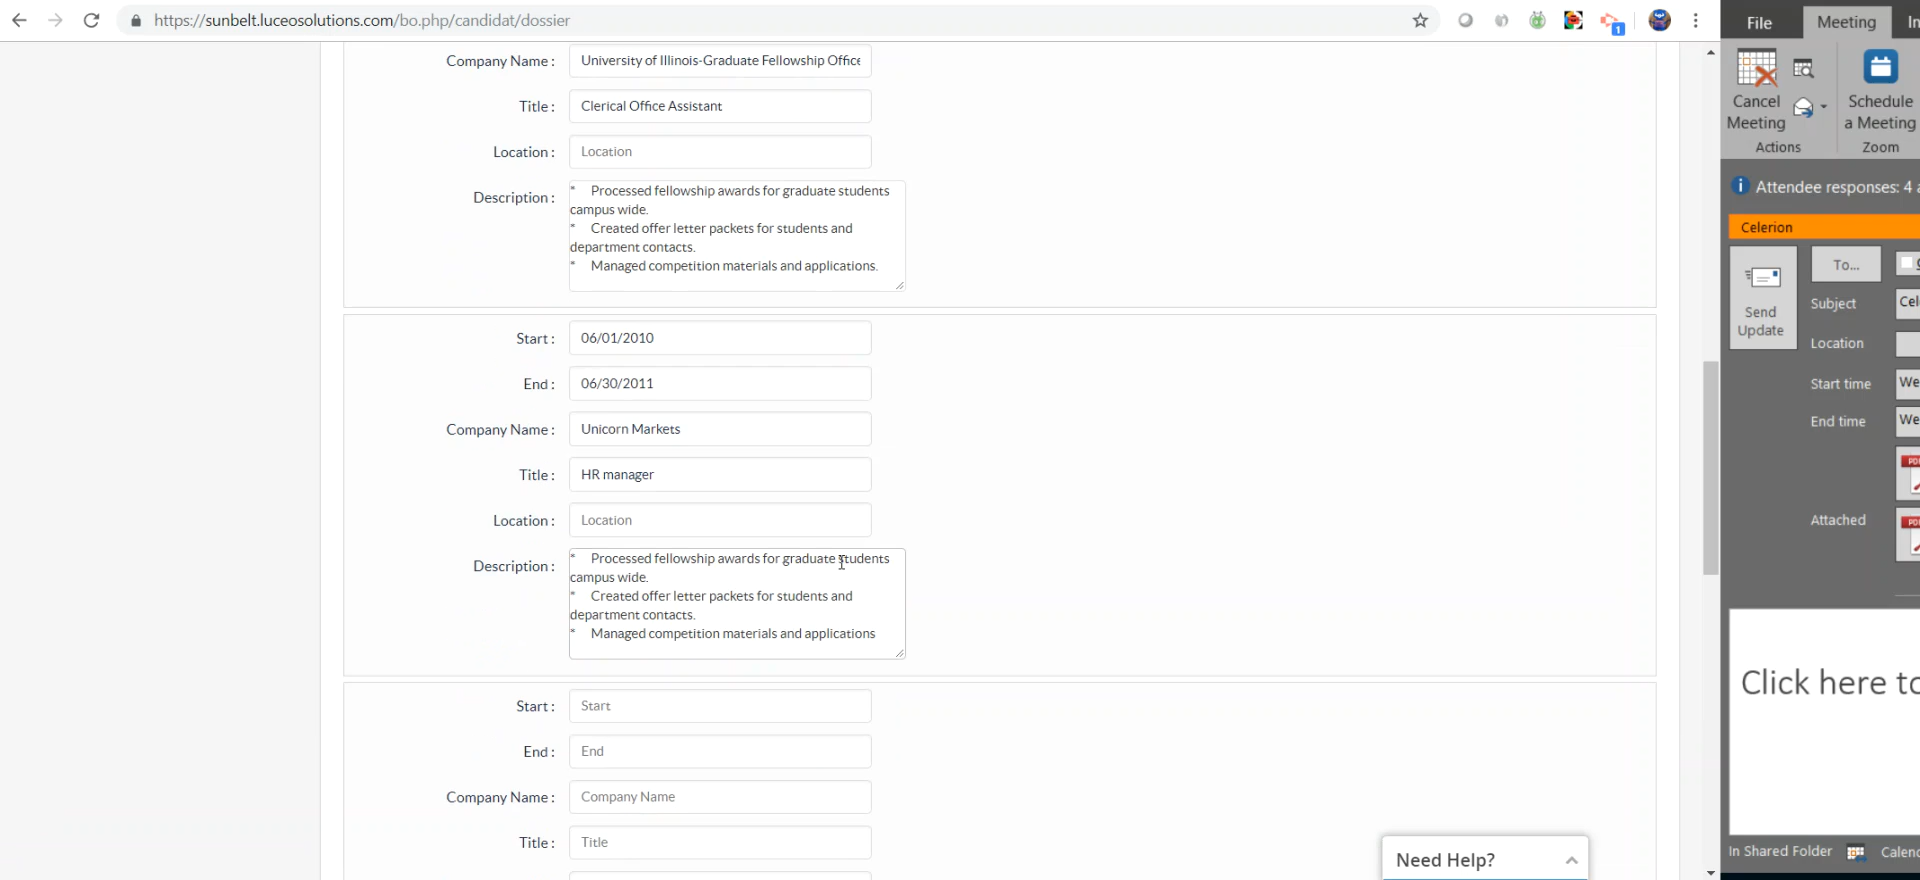 https://sunbelt.luceosolutions.com/bo.php/candidat/dossier
1
File
Meeting
Company Name :
University of Illinois-Graduate Fellowship Office
Title :
Clerical Office Assistant
Location :
Location
Description :
* Processed fellowship awards for graduate students
campus wide.
* Created offer letter packets for students and
department contacts.
* Managed competition materials and applications.
Start :
06/01/2010
End :
06/30/2011
Company Name :
Unicorn Markets
Title :
HR manager
Location :
Location
Description :
* Processed fellowship awards for graduate students
campus wide.
* Created offer letter packets for students and
department contacts.
* Managed competition materials and applications
Start :
Start
End :
End
Company Name :
Company Name
Title :
Title
Need Help?
Cancel
Meeting
Schedule
a Meeting
Actions
Zoom
Attendee responses: 4
Celerion
To...
Send
Update
Subject
Cel
Location
Start time
We
End time
We
Attached
Click here to
In Shared Folder
Calend